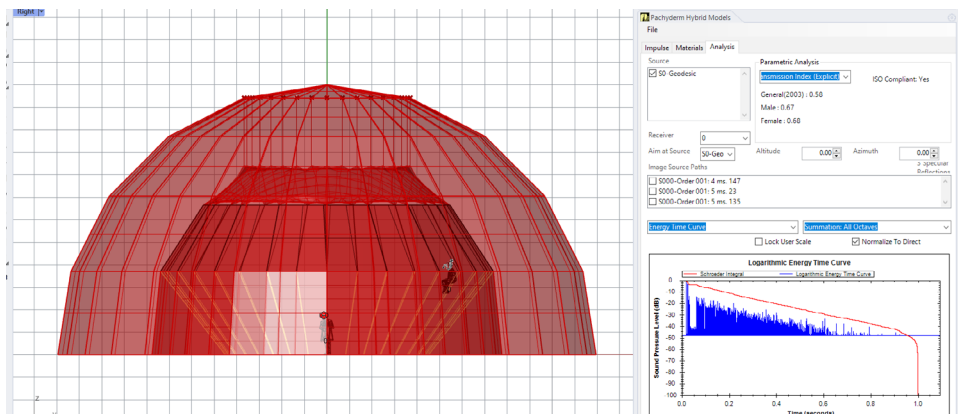 Right
Pachyderm Hybrid Models
File
Impulse Materials Analysis
Source
S0-Geodesic
Parametric Analysis
ansmission Index (Explicit)
ISO Compliant: Yes
General(2003) : 0.58
Male : 0.67
Female : 0.68
Receiver
0
Aim at Source
S0-Geo
Altitude
0.00
Azimuth
0.00
Image Source Paths
3 Specular
Reflections
S000-Order 001: 4 ms. 147
S000-Order 001: 5 ms. 23
S000-Order 001: 5 ms. 135
Energy Time Curve
Summation: All Octaves
Lock User Scale
Normalize To Direct
Logarithmic Energy Time Curve
Schroeder Integral
Logarithmic Energy Time Curve
Sound Pressure Level (dB)
0
-10
-20
-30
-40
-50
-60
-70
-80
-90
100
0.0
0.2
0.4
0.6
0.8
1.0
Time (seconds)
z